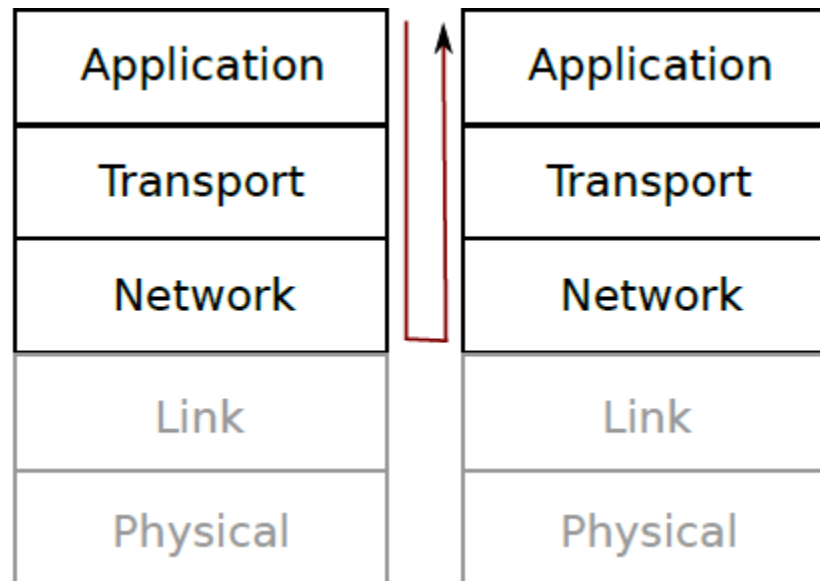 Application
Transport
Network
Link
Physical
Application
Transport
Network
Link
Physical